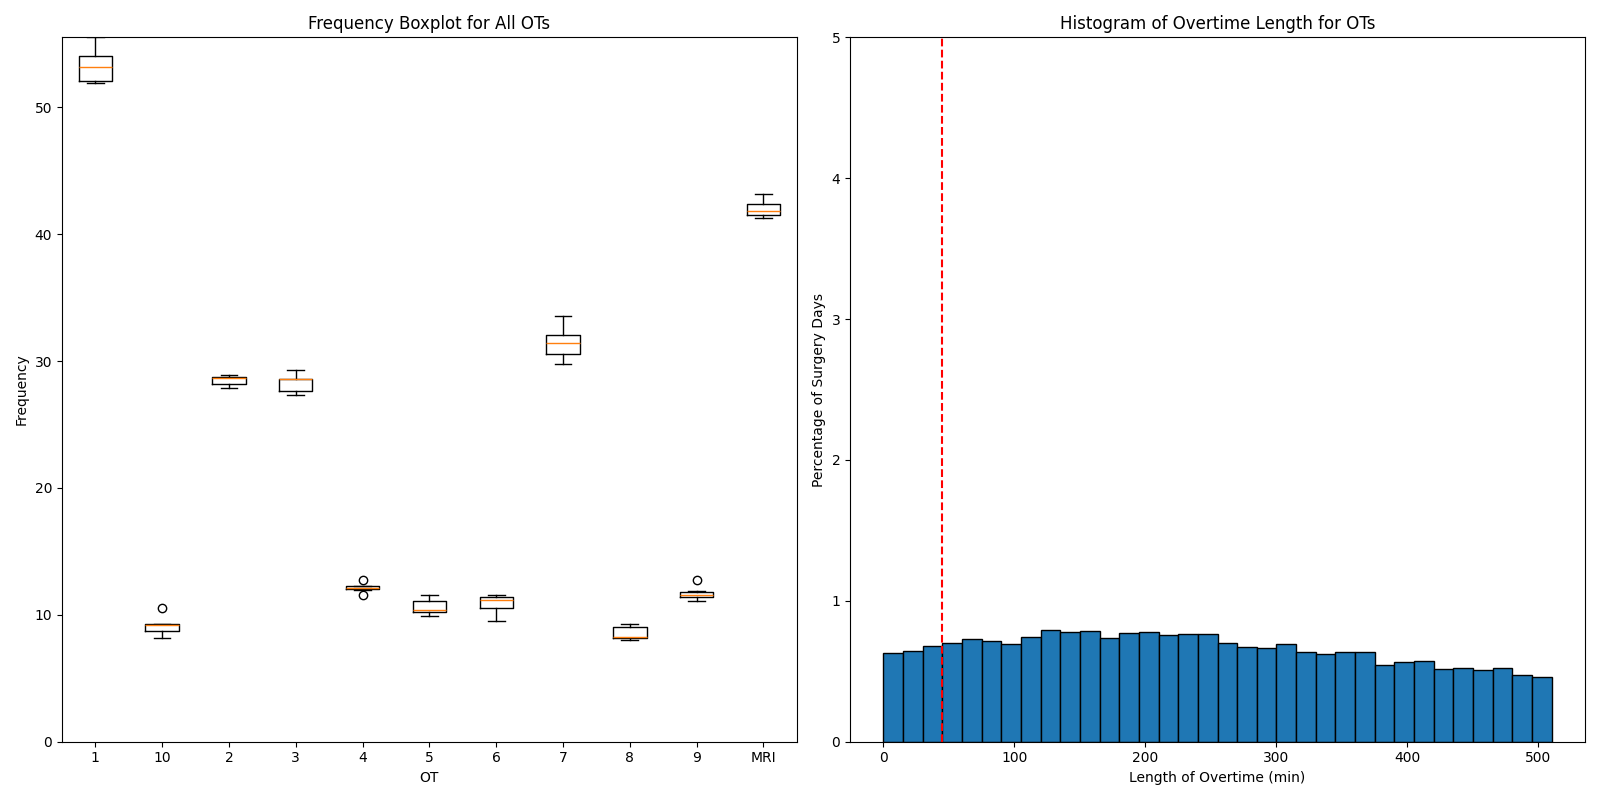 Frequency Boxplot for All OTs
Frequency
50
40
30
20
10
0
1 10 2 3 4 5 6 7 8 9 MRI
OT
Histogram of Overtime Length for OTs
Percentage of Surgery Days
5
4
3
2
1
0
0 100 200 300 400 500
Length of Overtime (min)